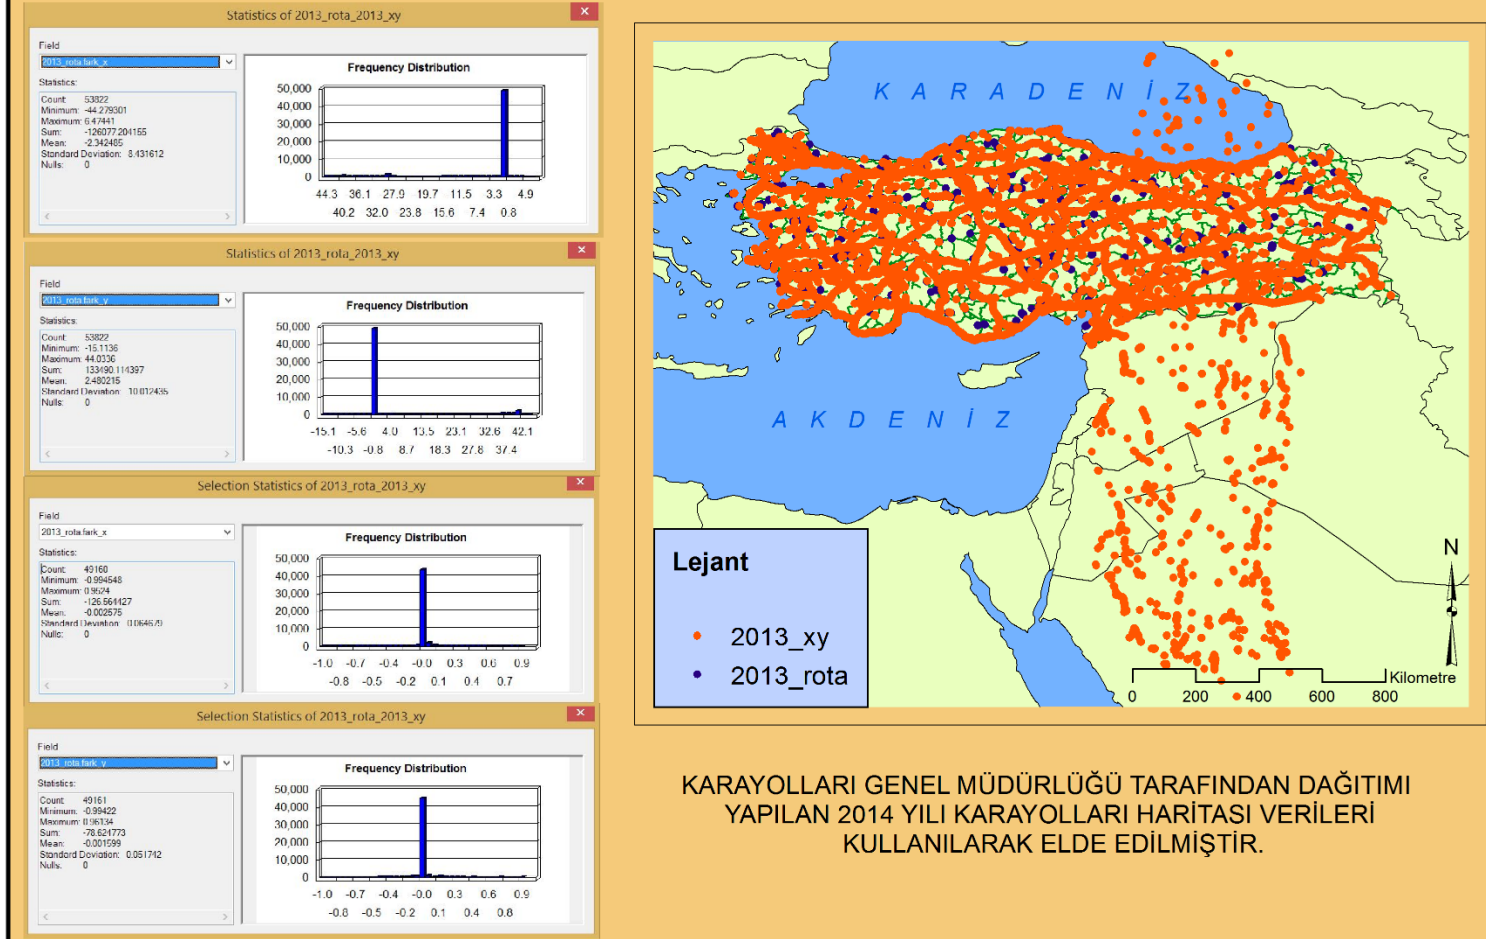 Statistics of 2013_rota_2013_xy
Field
2013_rota.fark_x
Statistics:
Count: 53822
Minimum: -44.279301
Maximum: 6.47441
Sum: -126077.204155
Mean: -2.342485
Standard Deviation: 8.431612
Nulls: 0
Frequency Distribution
50,000
40,000
30,000
20,000
10,000
0
44.3 36.1 27.9 19.7 11.5 3.3 4.9
40.2 32.0 23.8 15.6 7.4 0.8
Statistics of 2013_rota_2013_xy
Field
2013_rota.fark_y
Statistics:
Count: 53822
Minimum: -15.1136
Maximum: 44.0336
Sum: 133490.114397
Mean: 2.480215
Standard Deviation: 10.012435
Nulls: 0
Frequency Distribution
50,000
40,000
30,000
20,000
10,000
0
-15.1 -5.6 4.0 13.5 23.1 32.6 42.1
-10.3 -0.8 8.7 18.3 27.8 37.4
Selection Statistics of 2013_rota_2013_xy
Field
2013_rota.fark_x
Statistics:
Count: 49160
Minimum: -0.994548
Maximum: 0.9524
Sum: -126.564427
Mean: -0.002575
Standard Deviation: 0.064679
Nulls: 0
Frequency Distribution
50,000
40,000
30,000
20,000
10,000
0
-1.0 -0.7 -0.4 -0.0 0.3 0.6 0.9
-0.8 -0.5 -0.2 0.1 0.4 0.7
Selection Statistics of 2013_rota_2013_xy
Field
2013_rota.fark_y
Statistics:
Count: 49161
Minimum: -0.99422
Maximum: 0.96134
Sum: -78.624773
Mean: -0.001599
Standard Deviation: 0.051742
Nulls: 0
Frequency Distribution
50,000
40,000
30,000
20,000
10,000
0
-1.0 -0.7 -0.4 -0.0 0.3 0.6 0.9
-0.8 -0.5 -0.2 0.1 0.4 0.8
KARADENİZ
AKDENİZ
Lejant
2013_xy
2013_rota
N
Kilometre
0 200 400 600 800
KARAYOLLARI GENEL MÜDÜRLÜĞÜ TARAFINDAN DAĞITIMI
YAPILAN 2014 YILI KARAYOLLARI HARİTASI VERİLERİ
KULLANILARAK ELDE EDİLMİŞTİR.